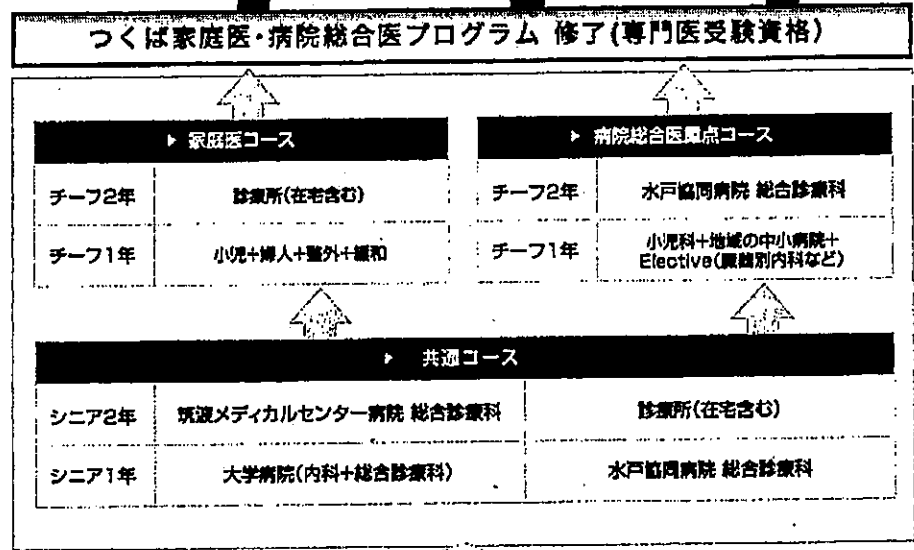 つくば家庭医・病院総合医プログラム 修了(専門医受験資格)
▶ 家庭医コース
チーフ2年 診療所(在宅含む)
チーフ1年 小児+婦人+整外+緩和
▶ 病院総合医重点コース
チーフ2年 水戸協同病院 総合診療科
チーフ1年 小児科+地域の中小病院+
Elective(臓器別内科など)
▶ 共通コース
シニア2年 筑波メディカルセンター病院 総合診療科 診療所(在宅含む)
シニア1年 大学病院(内科+総合診療科) 水戸協同病院 総合診療科